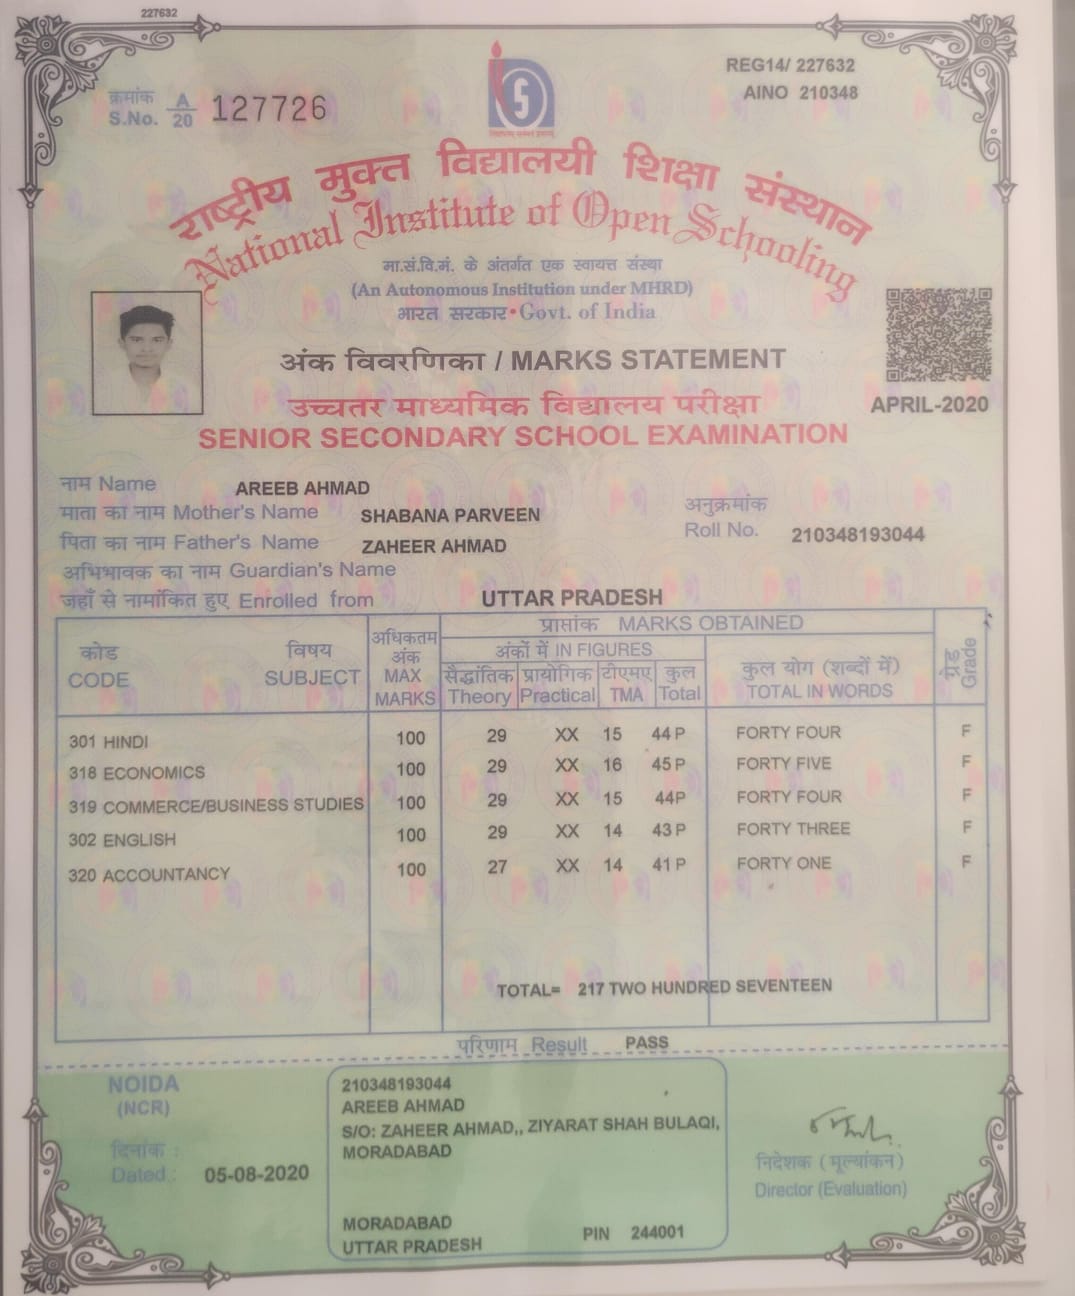 227632
क्रमांक
S.No. A/20 127726
REG14/ 227632
AINO 210348
राष्ट्रीय मुक्त विद्यालयी शिक्षा संस्थान
National Institute of Open Schooling
मा.सं.वि.मं. के अंतर्गत एक स्वायत्त संस्था
(An Autonomous Institution under MHRD)
भारत सरकार•Govt. of India
अंक विवरणिका / MARKS STATEMENT
उच्चतर माध्यमिक विद्यालय परीक्षा
APRIL-2020
SENIOR SECONDARY SCHOOL EXAMINATION
नाम Name AREEB AHMAD
माता का नाम Mother's Name SHABANA PARVEEN
अनुक्रमांक
Roll No. 210348193044
पिता का नाम Father's Name ZAHEER AHMAD
अभिभावक का नाम Guardian's Name
जहाँ से नामांकित हुए Enrolled from UTTAR PRADESH
कोड CODE
विषय SUBJECT
अधिकतम अंक MAX MARKS
प्राप्तांक MARKS OBTAINED
अंकों में IN FIGURES
सैद्धांतिक Theory
प्रायोगिक Practical
टीएमए TMA
कुल Total
कुल योग (शब्दों में) TOTAL IN WORDS
ग्रेड Grade
301 HINDI 100 29 XX 15 44 P FORTY FOUR F
318 ECONOMICS 100 29 XX 16 45 P FORTY FIVE F
319 COMMERCE/BUSINESS STUDIES 100 29 XX 15 44P FORTY FOUR F
302 ENGLISH 100 29 XX 14 43 P FORTY THREE F
320 ACCOUNTANCY 100 27 XX 14 41 P FORTY ONE F
TOTAL= 217 TWO HUNDRED SEVENTEEN
परिणाम Result PASS
NOIDA
(NCR)
दिनांक :
Dated : 05-08-2020
210348193044
AREEB AHMAD
S/O: ZAHEER AHMAD,, ZIYARAT SHAH BULAQI,
MORADABAD
MORADABAD
UTTAR PRADESH PIN 244001
निदेशक (मूल्यांकन)
Director (Evaluation)